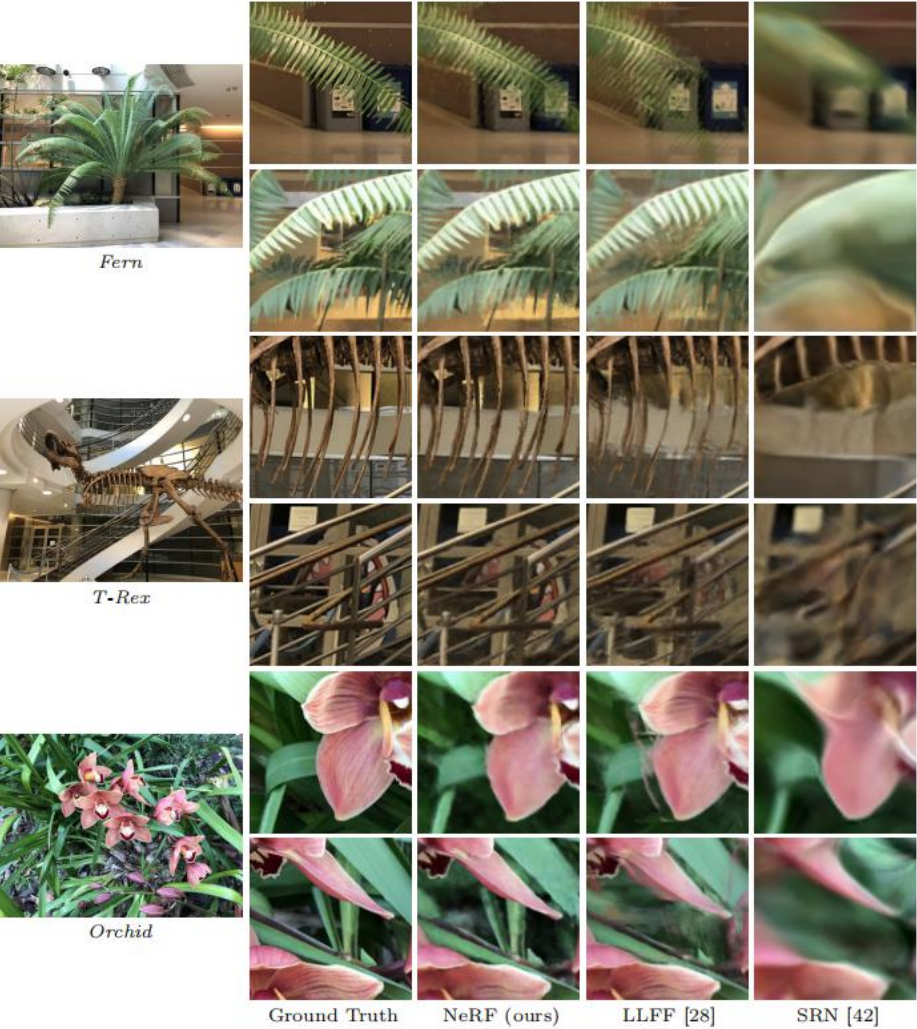 Fern
T-Rex
Orchid
Ground Truth
NeRF (ours)
LLFF [28]
SRN [42]